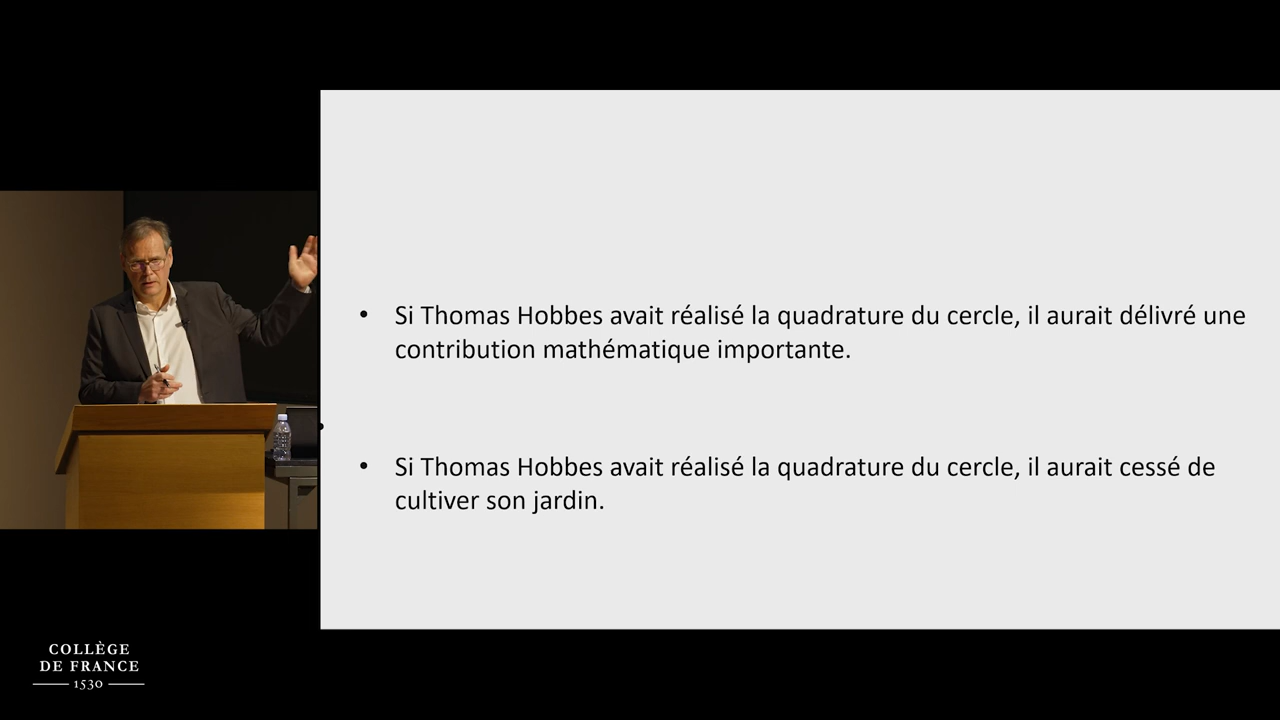 Si Thomas Hobbes avait réalisé la quadrature du cercle, il aurait délivré une
contribution mathématique importante.
Si Thomas Hobbes avait réalisé la quadrature du cercle, il aurait cessé de
cultiver son jardin.
COLLÈGE
DE FRANCE
1530